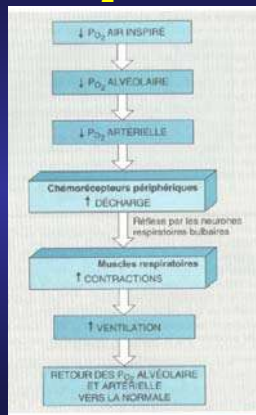 ↓ PO₂ AIR INSPIRÉ
↓ PO₂ ALVÉOLAIRE
↓ PO₂ ARTÉRIELLE
Chémorécepteurs périphériques
↑ DÉCHARGE
Réflexe par les neurones
respiratoires bulbaires
Muscles respiratoires
↑ CONTRACTIONS
↑ VENTILATION
RETOUR DES PO₂ ALVÉOLAIRE
ET ARTÉRIELLE
VERS LA NORMALE